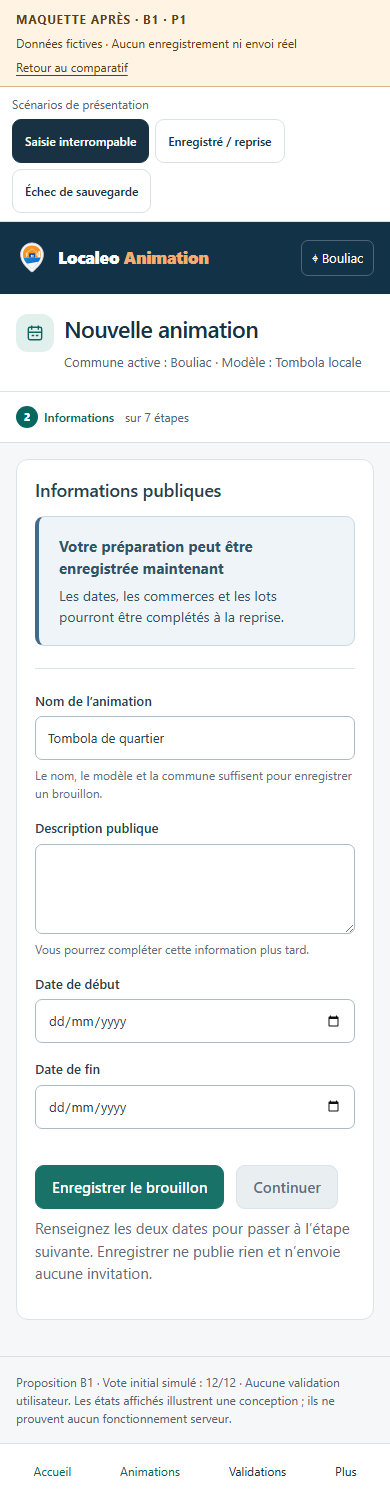 MAQUETTE APRÈS · B1 · P1
Données fictives · Aucun enregistrement ni envoi réel
Retour au comparatif
Scénarios de présentation
Saisie interrompable
Enregistré / reprise
Échec de sauvegarde
Localeo Animation
Bouliac
Nouvelle animation
Commune active : Bouliac · Modèle : Tombola locale
2 Informations sur 7 étapes
Informations publiques
Votre préparation peut être
enregistrée maintenant
Les dates, les commerces et les lots
pourront être complétés à la reprise.
Nom de l’animation
Tombola de quartier
Le nom, le modèle et la commune suffisent pour enregistrer
un brouillon.
Description publique
Vous pourrez compléter cette information plus tard.
Date de début
dd/mm/yyyy
Date de fin
dd/mm/yyyy
Enregistrer le brouillon
Continuer
Renseignez les deux dates pour passer à l’étape
suivante. Enregistrer ne publie rien et n’envoie
aucune invitation.
Proposition B1 · Vote initial simulé : 12/12 · Aucune validation
utilisateur. Les états affichés illustrent une conception ; ils ne
prouvent aucun fonctionnement serveur.
Accueil
Animations
Validations
Plus